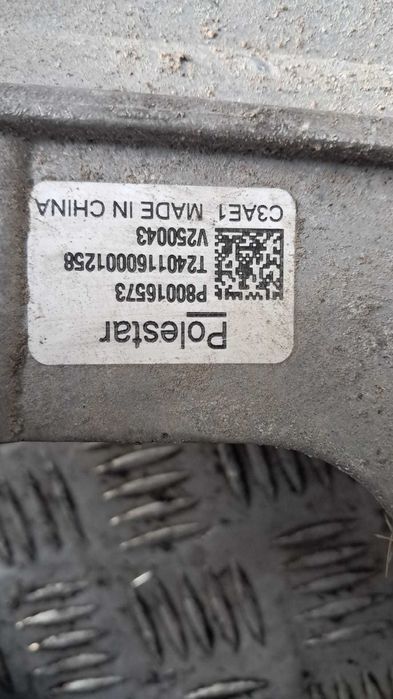 Polestar
P80016573
T2401160001258
V250043
C3AE1 MADE IN CHINA